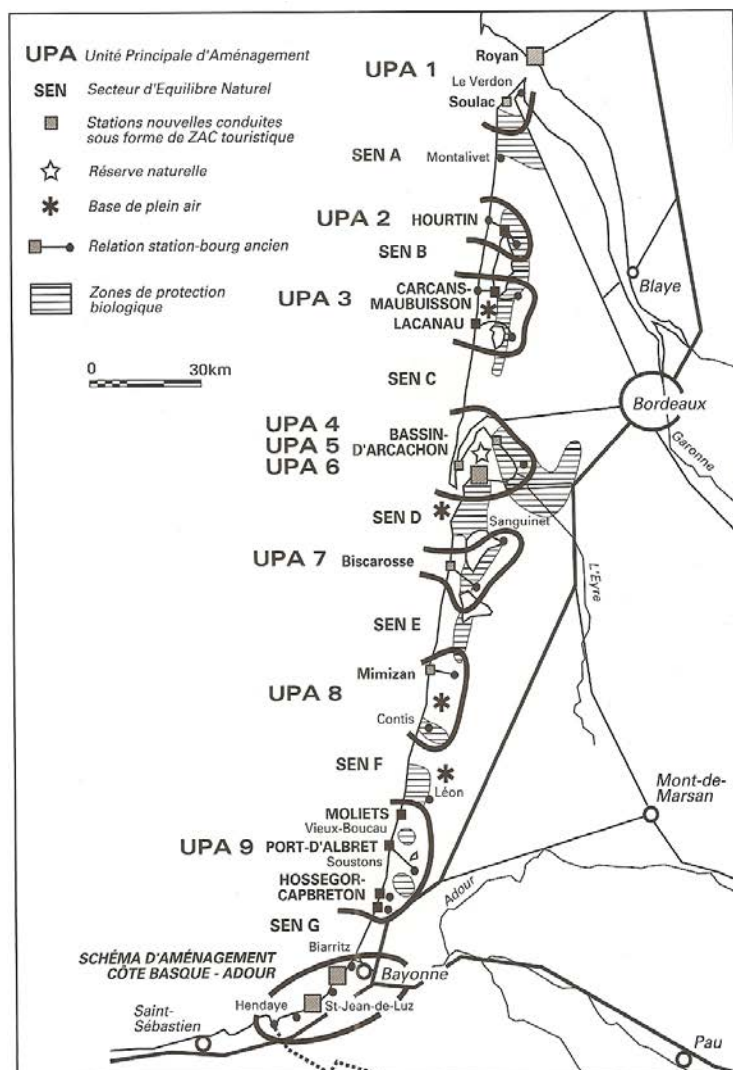 UPA Unité Principale d'Aménagement
SEN Secteur d'Equilibre Naturel
Stations nouvelles conduites
sous forme de ZAC touristique
Réserve naturelle
Base de plein air
Relation station-bourg ancien
Zones de protection
biologique
0 30km
Royan
UPA 1
Le Verdon
Soulac
SEN A
Montalivet
UPA 2
HOURTIN
SEN B
Blaye
UPA 3
CARCANS-
MAUBUISSON
LACANAU
SEN C
Bordeaux
Garonne
UPA 4
UPA 5
UPA 6
BASSIN-
D'ARCACHON
SEN D
Sanguinet
UPA 7
Biscarosse
L'Eyre
SEN E
Mimizan
UPA 8
Contis
SEN F
Léon
Mont-de-
Marsan
MOLIETS
Vieux-Boucau
UPA 9
PORT-D'ALBRET
Soustons
HOSSEGOR-
CAPBRETON
Adour
SEN G
Biarritz
SCHÉMA D'AMÉNAGEMENT
CÔTE BASQUE - ADOUR
Bayonne
Hendaye
St-Jean-de-Luz
Saint-
Sébastien
Pau